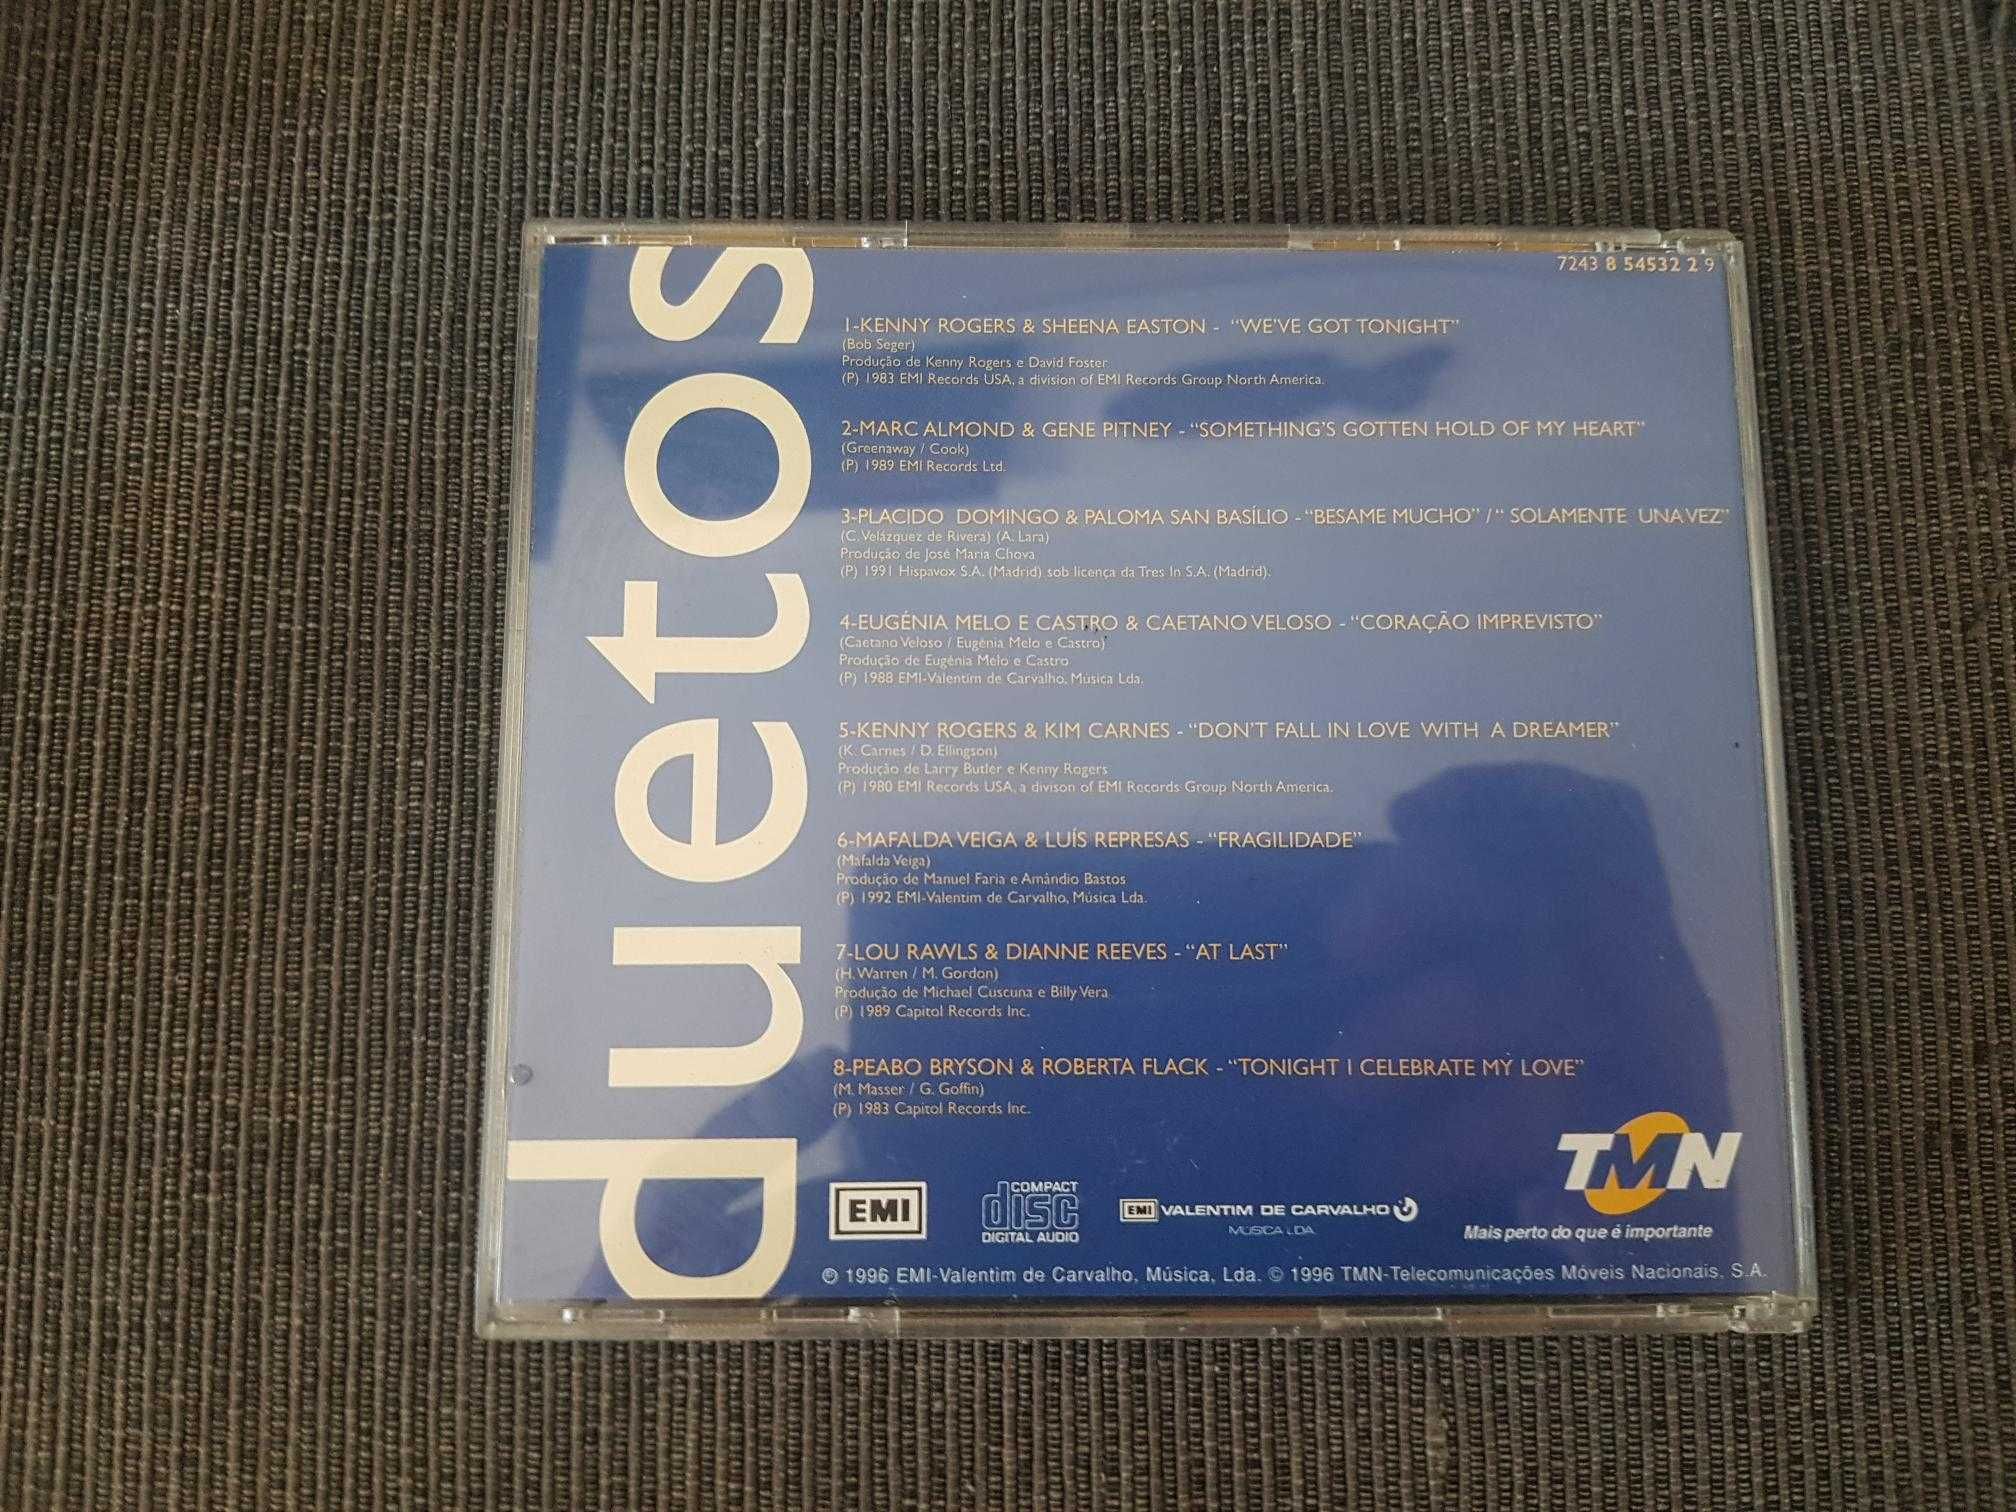 duetos
7243 8 54532 2 9
1-KENNY ROGERS & SHEENA EASTON - "WE'VE GOT TONIGHT"
(Bob Seger)
Produção de Kenny Rogers e David Foster
(P) 1983 EMI Records USA, a division of EMI Records Group North America.
2-MARC ALMOND & GENE PITNEY - "SOMETHING'S GOTTEN HOLD OF MY HEART"
(Greenaway / Cook)
(P) 1989 EMI Records Ltd.
3-PLACIDO DOMINGO & PALOMA SAN BASÍLIO - "BESAME MUCHO" / " SOLAMENTE UNA VEZ"
(C. Velázquez de Rivera) (A. Lara)
Produção de José Maria Chova
(P) 1991 Hispavox S.A. (Madrid) sob licença da Tres In S.A. (Madrid).
4-EUGÉNIA MELO E CASTRO & CAETANO VELOSO - "CORAÇÃO IMPREVISTO"
(Caetano Veloso / Eugénia Melo e Castro)
Produção de Eugénia Melo e Castro
(P) 1988 EMI-Valentim de Carvalho, Música Lda.
5-KENNY ROGERS & KIM CARNES - "DON'T FALL IN LOVE WITH A DREAMER"
(K. Carnes / D. Ellingson)
Produção de Larry Butler e Kenny Rogers
(P) 1980 EMI Records USA, a divison of EMI Records Group North America.
6-MAFALDA VEIGA & LUÍS REPRESAS - "FRAGILIDADE"
(Mafalda Veiga)
Produção de Manuel Faria e Amândio Bastos
(P) 1992 EMI-Valentim de Carvalho, Música Lda.
7-LOU RAWLS & DIANNE REEVES - "AT LAST"
(H. Warren / M. Gordon)
Produção de Michael Cuscuna e Billy Vera
(P) 1989 Capitol Records Inc.
8-PEABO BRYSON & ROBERTA FLACK - "TONIGHT I CELEBRATE MY LOVE"
(M. Masser / G. Goffin)
(P) 1983 Capitol Records Inc.
TMN
Mais perto do que é importante
EMI
COMPACT
disc
DIGITAL AUDIO
EMI VALENTIM DE CARVALHO
MÚSICA LDA
℗ 1996 EMI-Valentim de Carvalho, Música, Lda. © 1996 TMN-Telecomunicações Móveis Nacionais, S.A.